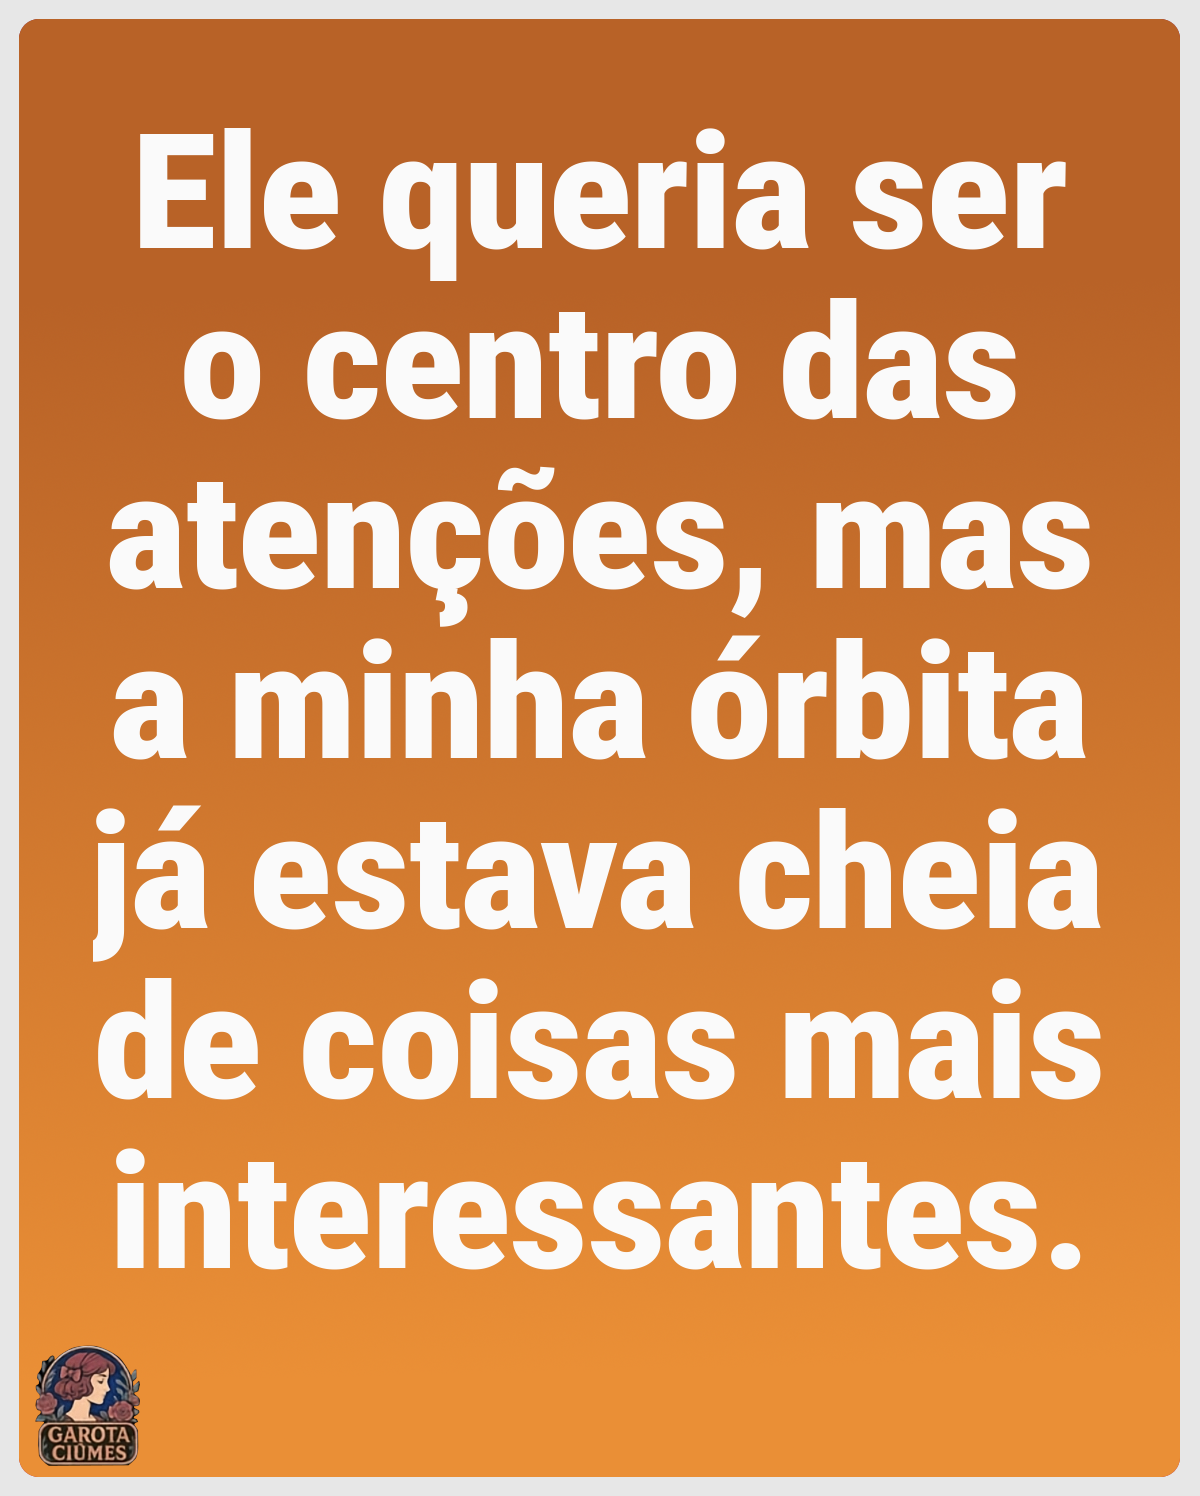 Ele queria ser
o centro das
atenções, mas
a minha órbita
já estava cheia
de coisas mais
interessantes.
GAROTA
CIÚMES